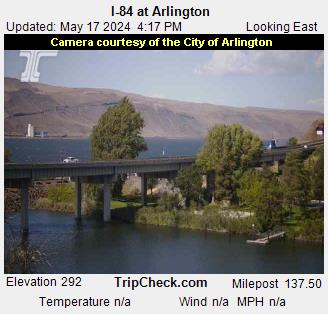 I-84 at Arlington
Updated: May 17 2024 4:17 PM Looking East
Camera courtesy of the City of Arlington
Elevation 292 TripCheck.com Milepost 137.50
Temperature n/a Wind n/a MPH n/a